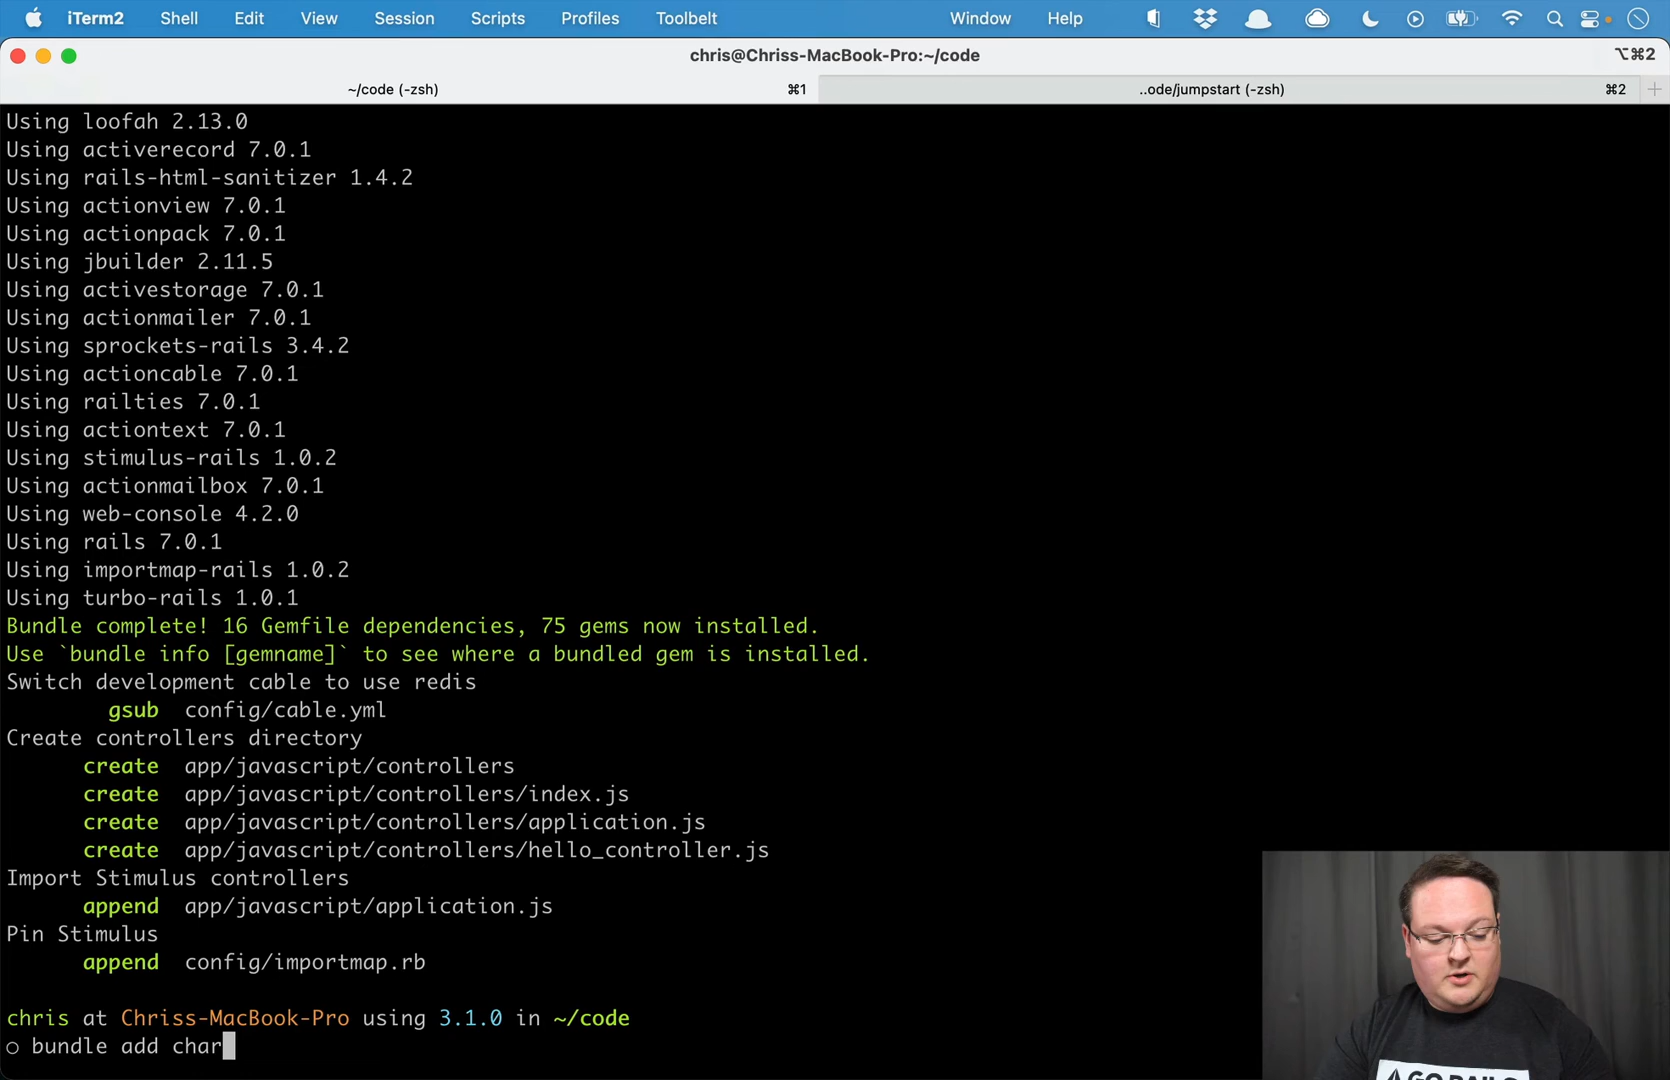 iTerm2 Shell Edit View Session Scripts Profiles Toolbelt Window Help
chris@Chriss-MacBook-Pro:~/code ⌥⌘2
~/code (-zsh) ⌘1 ..ode/jumpstart (-zsh) ⌘2 +
Using loofah 2.13.0
Using activerecord 7.0.1
Using rails-html-sanitizer 1.4.2
Using actionview 7.0.1
Using actionpack 7.0.1
Using jbuilder 2.11.5
Using activestorage 7.0.1
Using actionmailer 7.0.1
Using sprockets-rails 3.4.2
Using actioncable 7.0.1
Using railties 7.0.1
Using actiontext 7.0.1
Using stimulus-rails 1.0.2
Using actionmailbox 7.0.1
Using web-console 4.2.0
Using rails 7.0.1
Using importmap-rails 1.0.2
Using turbo-rails 1.0.1
Bundle complete! 16 Gemfile dependencies, 75 gems now installed.
Use `bundle info [gemname]` to see where a bundled gem is installed.
Switch development cable to use redis
gsub config/cable.yml
Create controllers directory
create app/javascript/controllers
create app/javascript/controllers/index.js
create app/javascript/controllers/application.js
create app/javascript/controllers/hello_controller.js
Import Stimulus controllers
append app/javascript/application.js
Pin Stimulus
append config/importmap.rb
chris at Chriss-MacBook-Pro using 3.1.0 in ~/code
○ bundle add char
GO RAILS